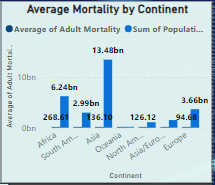 Average Mortality by Continent
Average of Adult Mortality Sum of Populati...
Average of Adult Mortal...
10bn
0bn
6.24bn
268.61
2.99bn
13.48bn
136.10
126.12
94.68
3.66bn
Africa
South Am...
Asia
Oceania
North Am...
Asia/Euro...
Europe
Continent